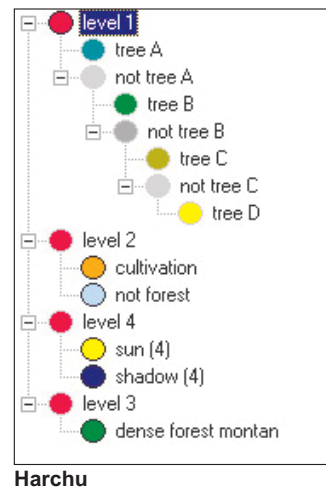 level 1
tree A
not tree A
tree B
not tree B
tree C
not tree C
tree D
level 2
cultivation
not forest
level 4
sun (4)
shadow (4)
level 3
dense forest montan
Harchu